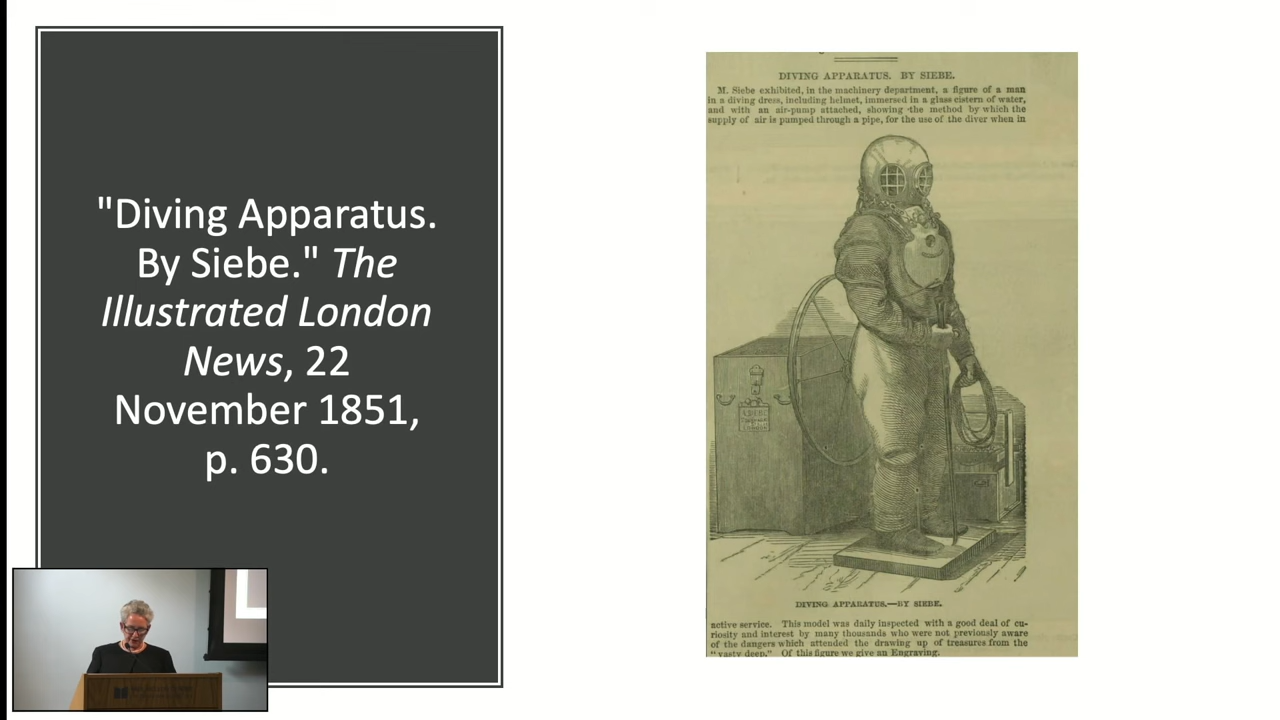 "Diving Apparatus.
By Siebe." The
Illustrated London
News, 22
November 1851,
p. 630.
DIVING APPARATUS. BY SIEBE.
M. Siebe exhibited, in the machinery department, a figure of a man
in a diving dress, including helmet, immersed in a glass cistern of water,
and with an air-pump attached, showing the method by which the
supply of air is pumped through a pipe, for the use of the diver when in
DIVING APPARATUS.—BY SIEBE.
active service. This model was daily inspected with a good deal of cu-
riosity and interest by many thousands who were not previously aware
of the dangers which attended the drawing up of treasures from the
"vasty deep." Of this figure we give an Engraving.